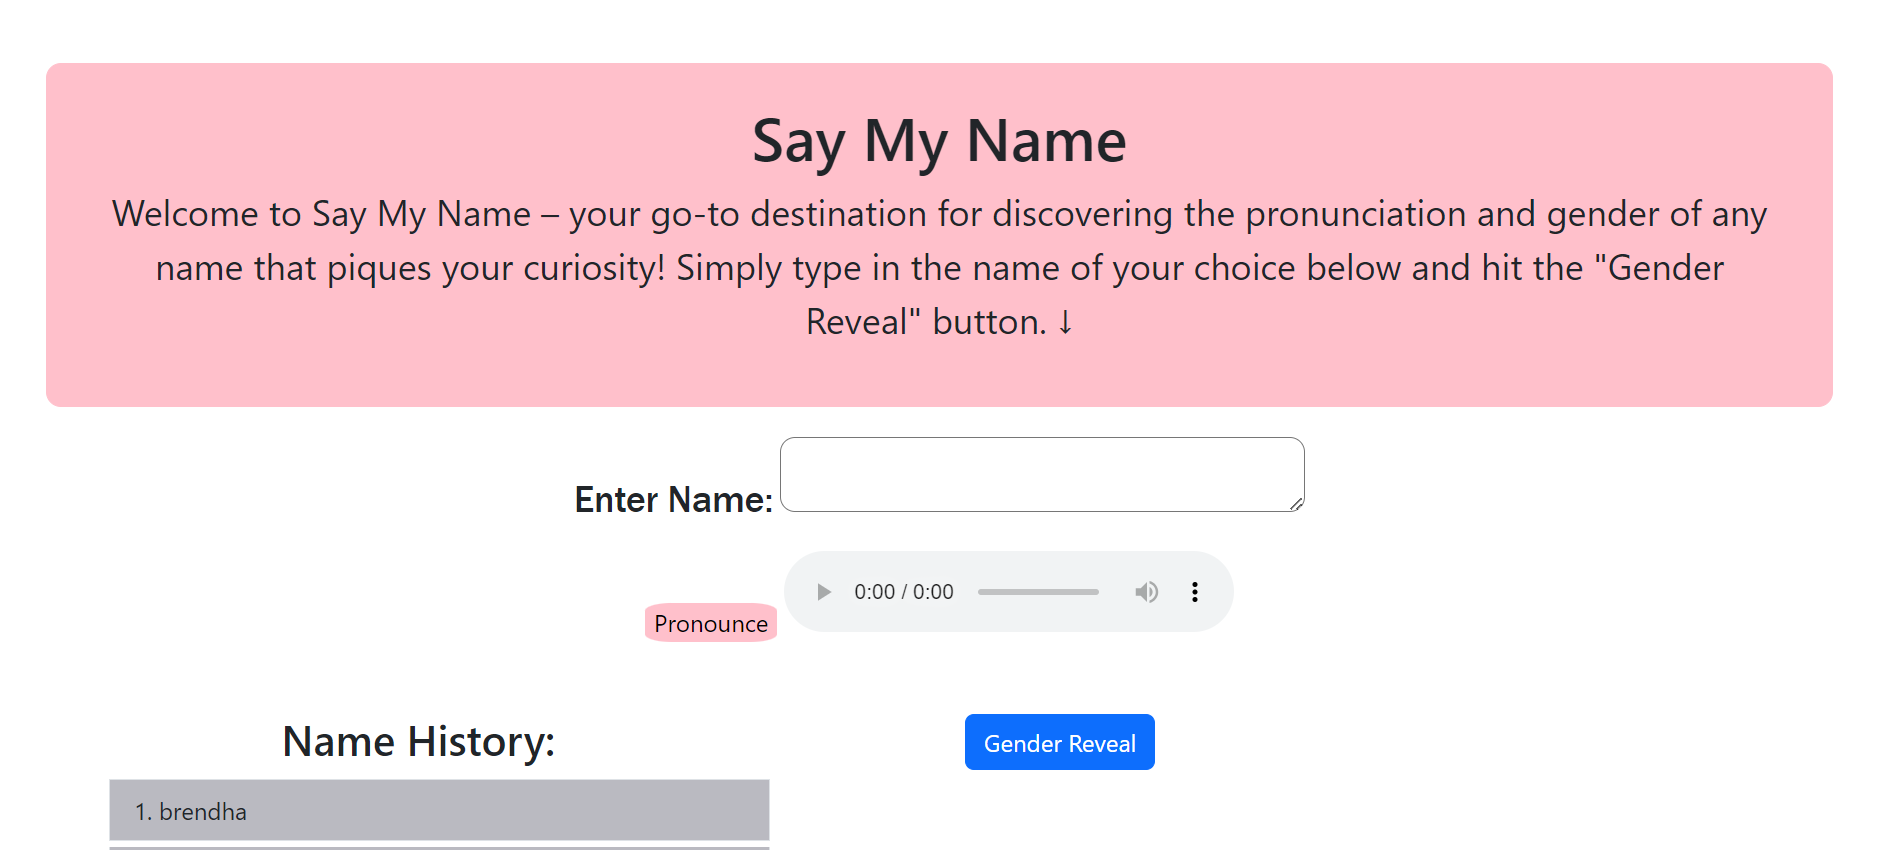 Say My Name
Welcome to Say My Name – your go-to destination for discovering the pronunciation and gender of any
name that piques your curiosity! Simply type in the name of your choice below and hit the "Gender
Reveal" button. ↓
Enter Name:
0:00 / 0:00
Pronounce
Name History:
Gender Reveal
1. brendha